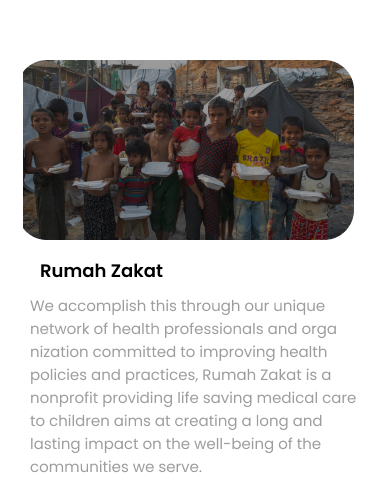 BRAZIL
Rumah Zakat
We accomplish this through our unique
network of health professionals and orga
nization committed to improving health
policies and practices, Rumah Zakat is a
nonprofit providing life saving medical care
to children aims at creating a long and
lasting impact on the well-being of the
communities we serve.